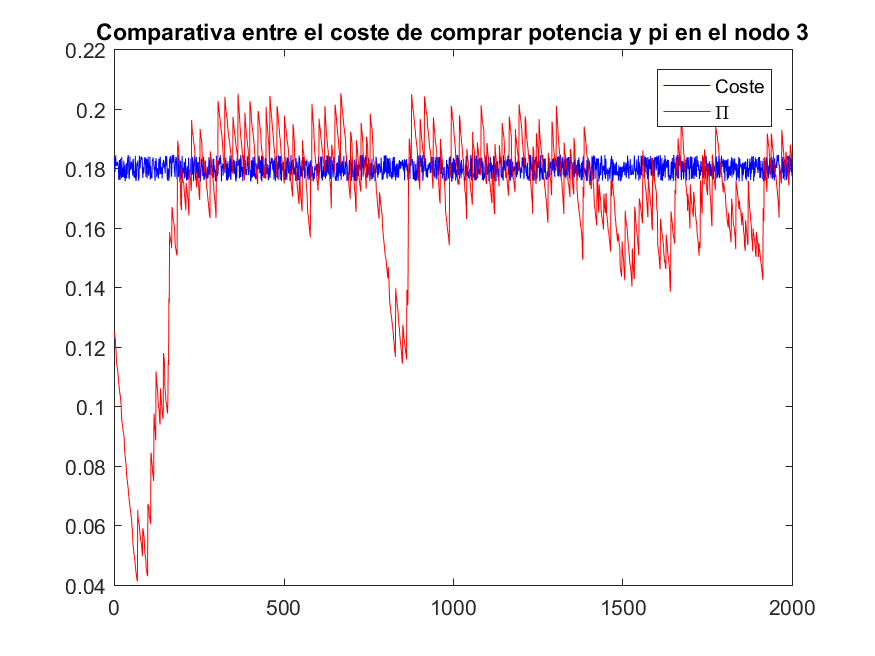 Comparativa entre el coste de comprar potencia y pi en el nodo 3
0.22
0.2
0.18
0.16
0.14
0.12
0.1
0.08
0.06
0.04
Coste
Π
0 500 1000 1500 2000